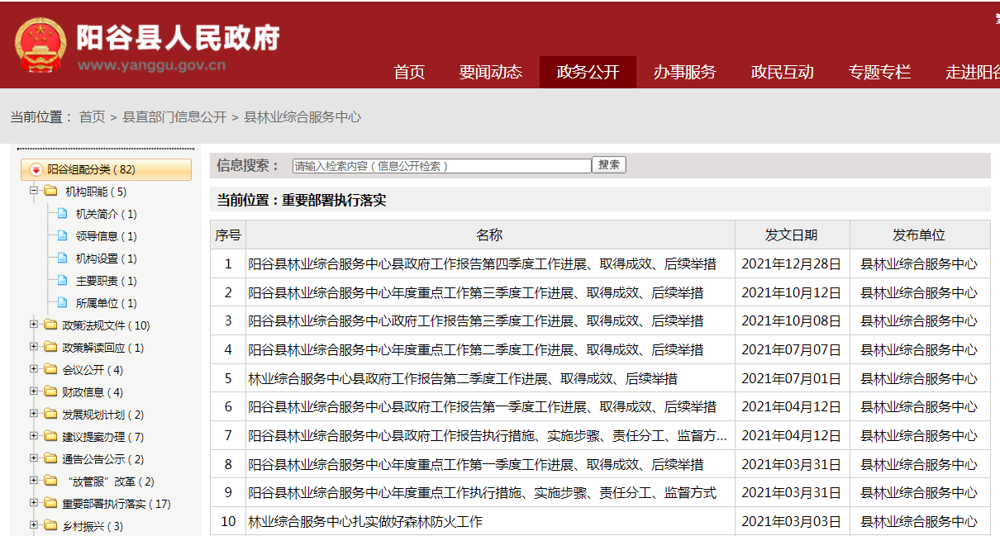 阳谷县人民政府
www.yanggu.gov.cn
首页 要闻动态 政务公开 办事服务 政民互动 专题专栏 走进阳谷
当前位置： 首页 > 县直部门信息公开 > 县林业综合服务中心
阳谷组配分类 ( 82)
机构职能 ( 5)
机关简介 ( 1)
领导信息 ( 1)
机构设置 ( 1)
主要职责 ( 1)
所属单位 ( 1)
政策法规文件 ( 10)
政策解读回应 ( 1)
会议公开 ( 4)
财政信息 ( 4)
发展规划计划 ( 2)
建议提案办理 ( 7)
通告公告公示 ( 2)
“放管服”改革 ( 2)
重要部署执行落实 ( 17)
乡村振兴 ( 3)
信息搜索： 请输入检索内容 ( 信息公开检索 ) 搜索
当前位置：重要部署执行落实
序号 名称 发文日期 发布单位
1 阳谷县林业综合服务中心县政府工作报告第四季度工作进展、取得成效、后续举措 2021年12月28日 县林业综合服务中心
2 阳谷县林业综合服务中心年度重点工作第三季度工作进展、取得成效、后续举措 2021年10月12日 县林业综合服务中心
3 阳谷县林业综合服务中心政府工作报告第三季度工作进展、取得成效、后续举措 2021年10月08日 县林业综合服务中心
4 阳谷县林业综合服务中心年度重点工作第二季度工作进展、取得成效、后续举措 2021年07月07日 县林业综合服务中心
5 林业综合服务中心县政府工作报告第二季度工作进展、取得成效、后续举措 2021年07月01日 县林业综合服务中心
6 阳谷县林业综合服务中心县政府工作报告第一季度工作进展、取得成效、后续举措 2021年04月12日 县林业综合服务中心
7 阳谷县林业综合服务中心县政府工作报告执行措施、实施步骤、责任分工、监督方... 2021年04月12日 县林业综合服务中心
8 阳谷县林业综合服务中心年度重点工作第一季度工作进展、取得成效、后续举措 2021年03月31日 县林业综合服务中心
9 阳谷县林业综合服务中心年度重点工作执行措施、实施步骤、责任分工、监督方式 2021年03月31日 县林业综合服务中心
10 林业综合服务中心扎实做好森林防火工作 2021年03月03日 县林业综合服务中心